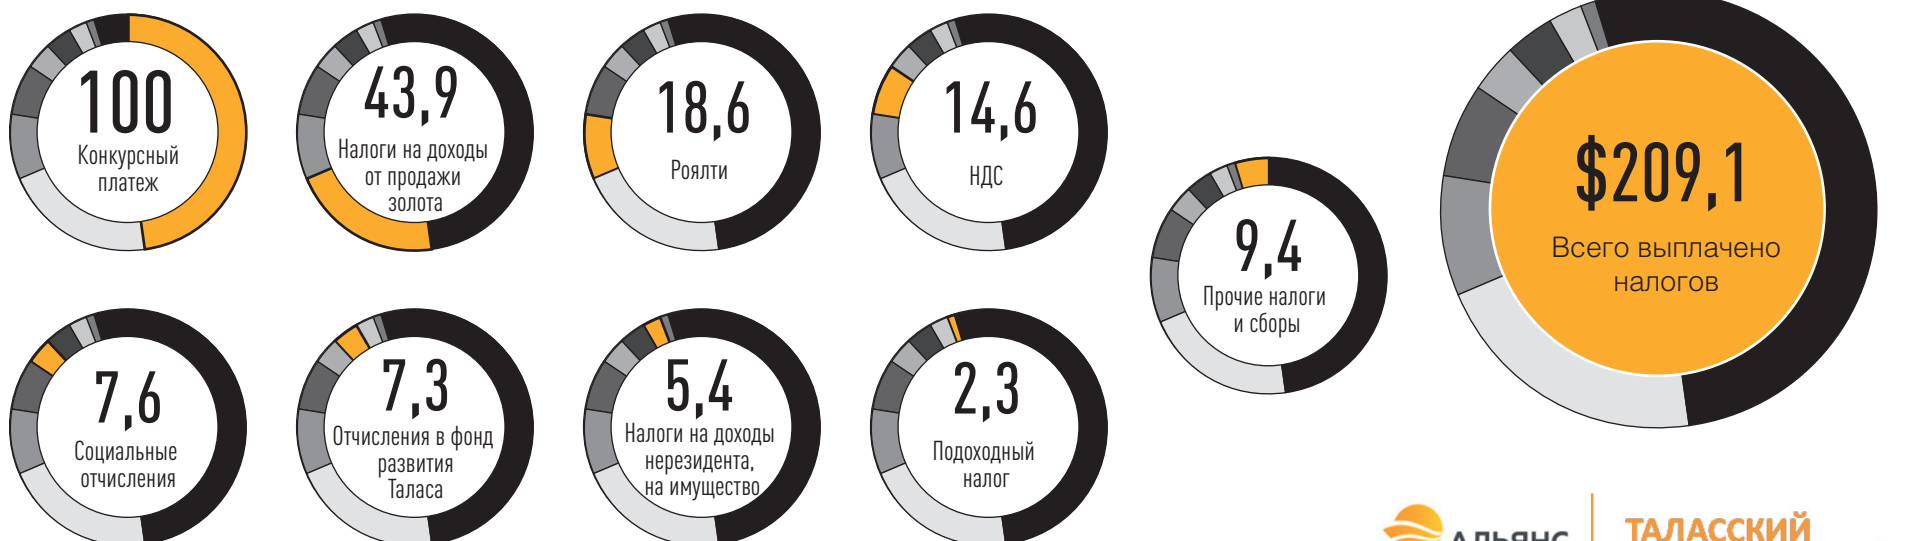 100
Конкурсный
платеж
43,9
Налоги на доходы
от продажи
золота
18,6
Роялти
14,6
НДС
9,4
Прочие налоги
и сборы
$209,1
Всего выплачено
налогов
7,6
Социальные
отчисления
7,3
Отчисления в фонд
развития
Таласа
5,4
Налоги на доходы
нерезидента,
на имущество
2,3
Подоходный
налог
АЛЬЯНС
ТАЛАССКИЙ